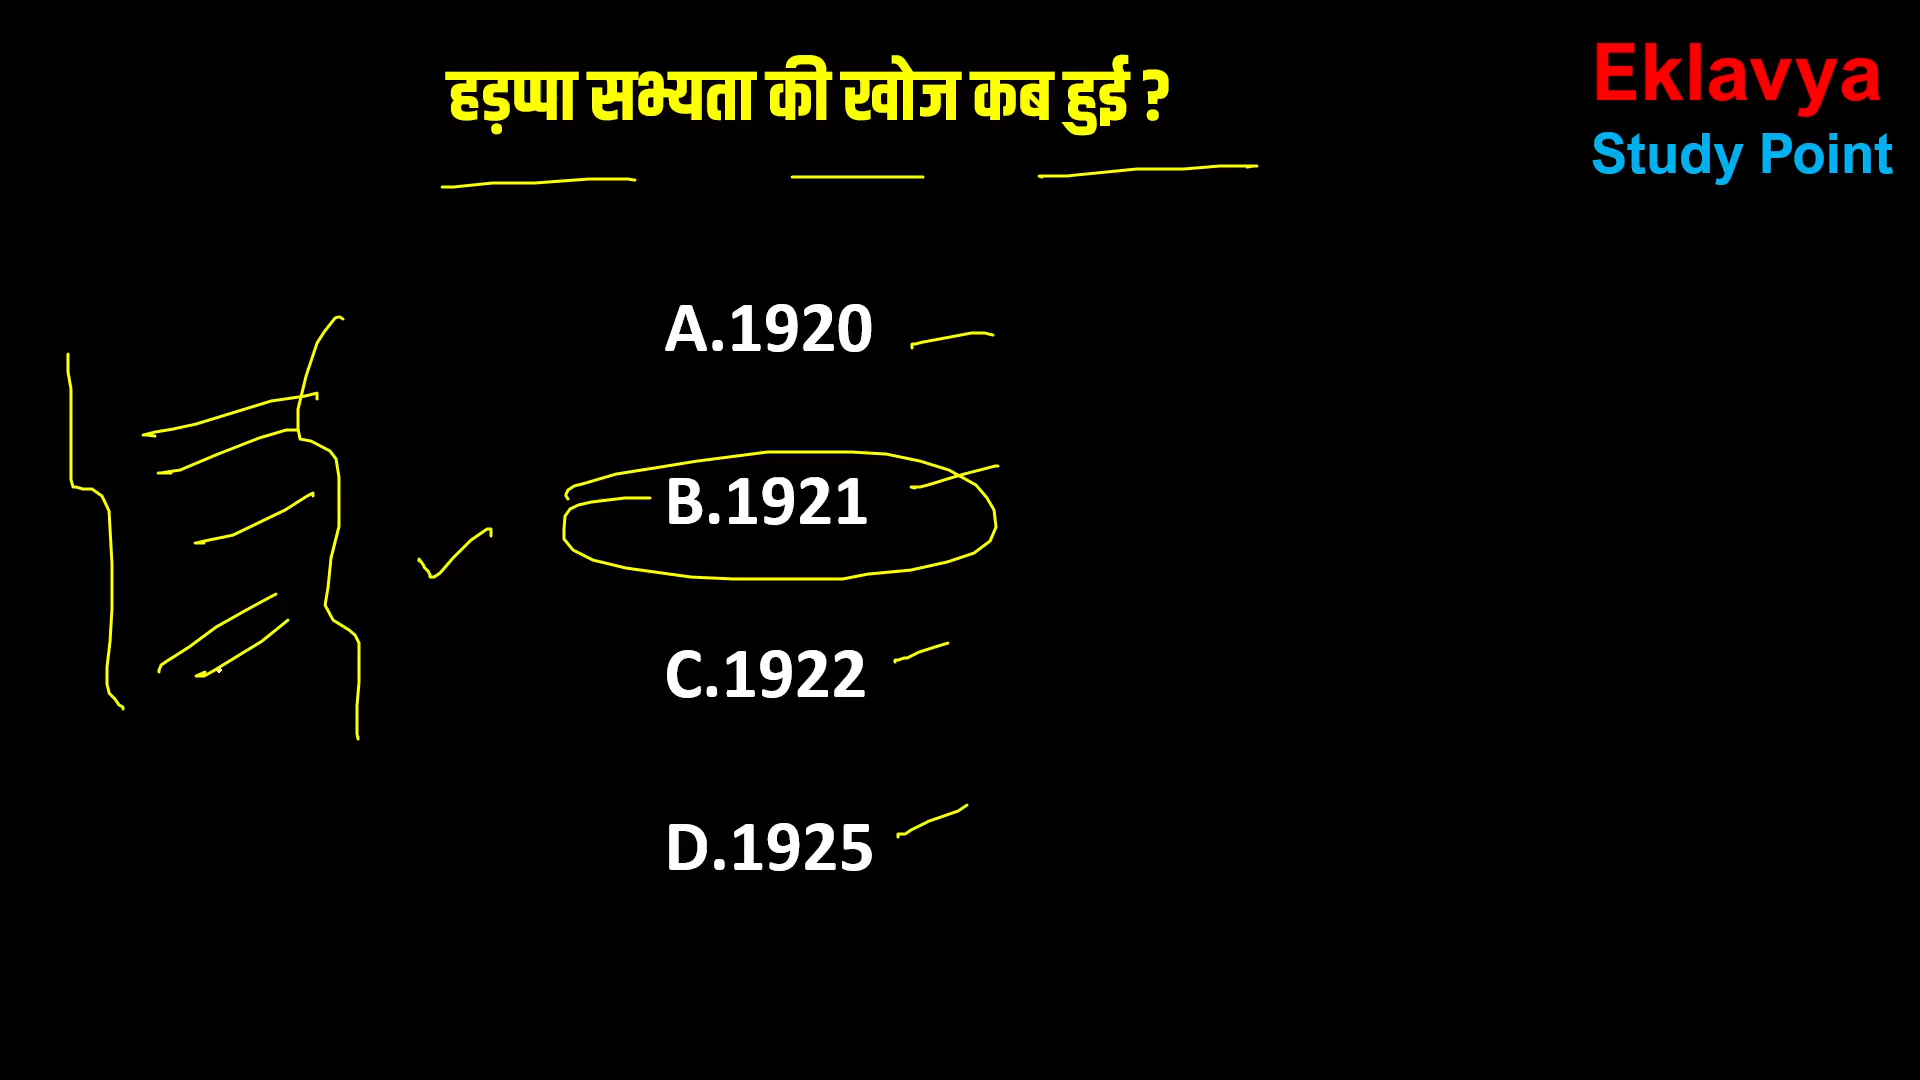 हड़प्पा सभ्यता की खोज कब हुई ?
Eklavya
Study Point
A.1920
B.1921
C.1922
D.1925